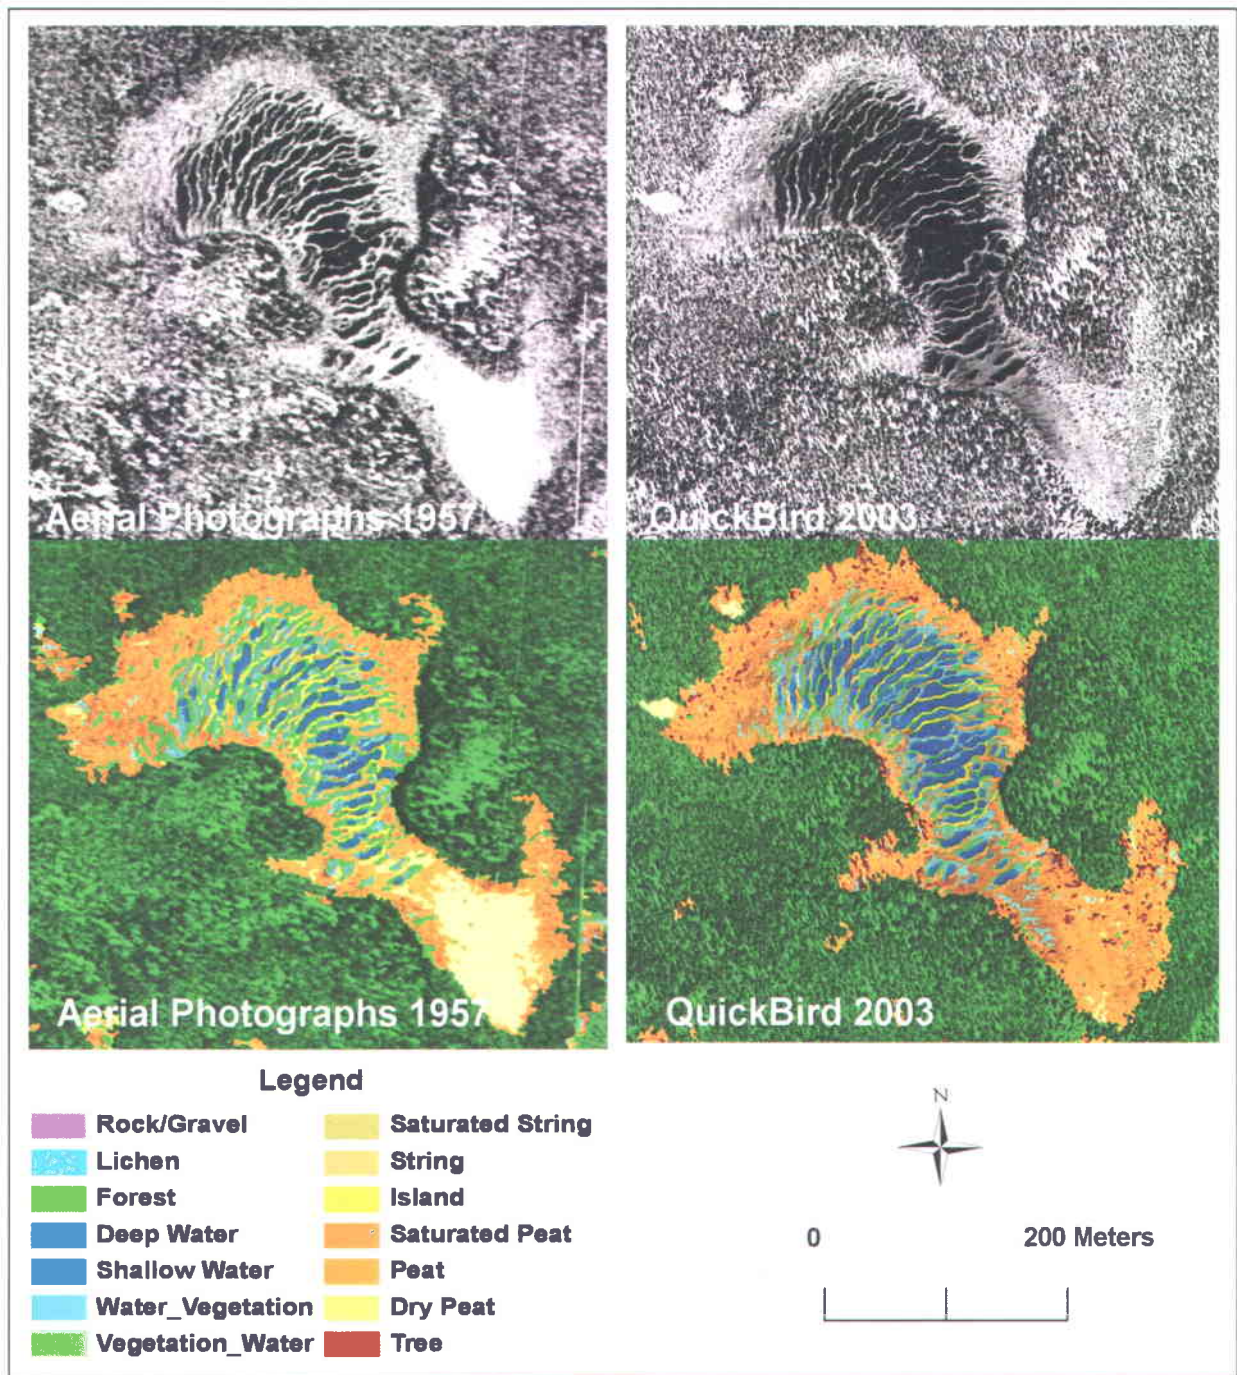 Aerial Photographs 1957
QuickBird 2003
Aerial Photographs 1957
QuickBird 2003
Legend
Rock/Gravel
Lichen
Forest
Deep Water
Shallow Water
Water_Vegetation
Vegetation_Water
Saturated String
String
Island
Saturated Peat
Peat
Dry Peat
Tree
N
0 200 Meters